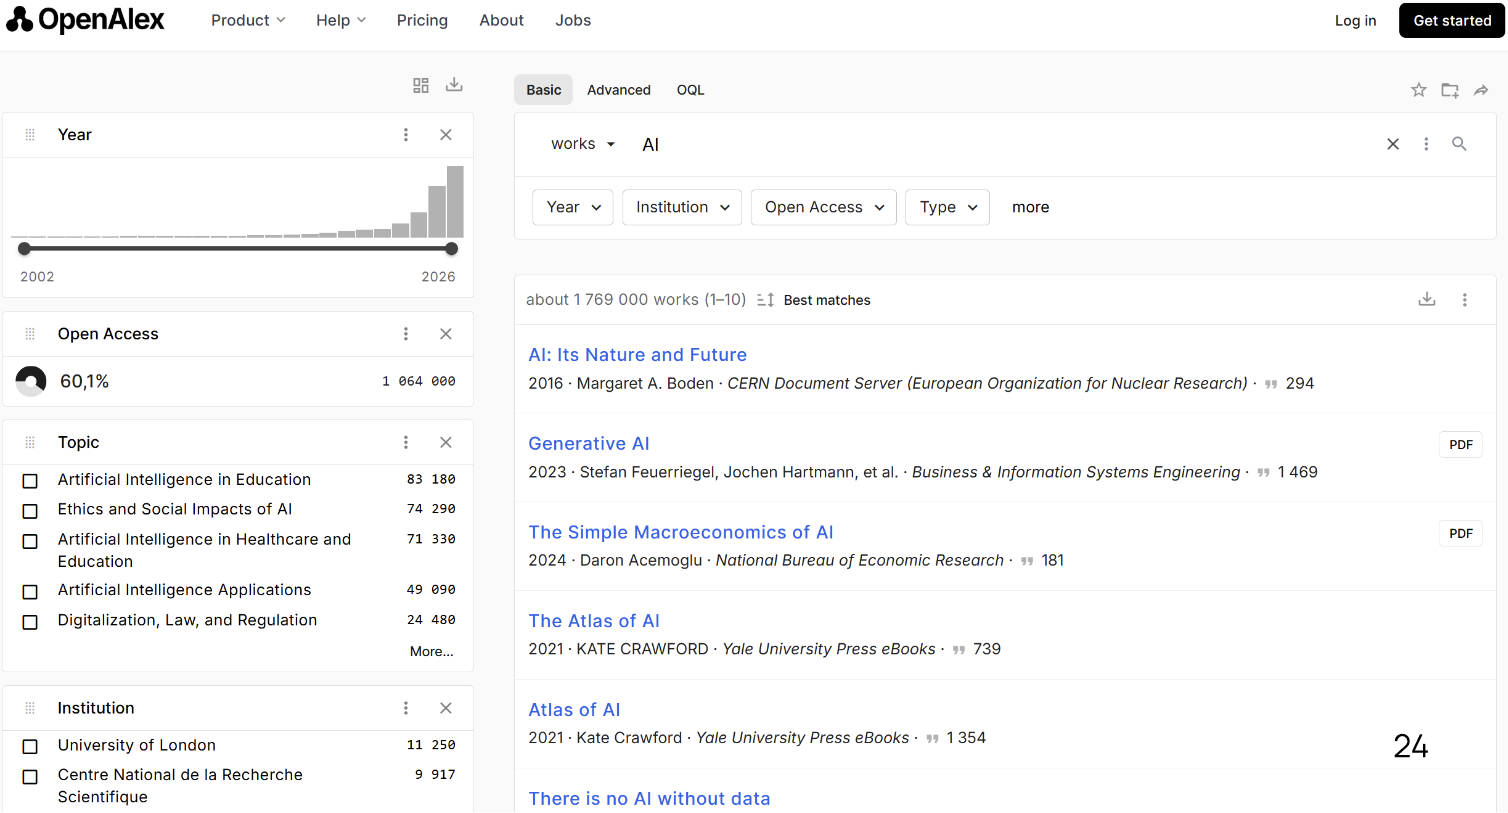 OpenAlex Product Help Pricing About Jobs Log in Get started
Year
2002 2026
Open Access
60,1% 1 064 000
Topic
Artificial Intelligence in Education 83 180
Ethics and Social Impacts of AI 74 290
Artificial Intelligence in Healthcare and
Education 71 330
Artificial Intelligence Applications 49 090
Digitalization, Law, and Regulation 24 480
More...
Institution
University of London 11 250
Centre National de la Recherche
Scientifique 9 917
Basic Advanced OQL
works AI
Year Institution Open Access Type more
about 1 769 000 works (1–10) Best matches
AI: Its Nature and Future
2016 · Margaret A. Boden · CERN Document Server (European Organization for Nuclear Research) · 294
Generative AI PDF
2023 · Stefan Feuerriegel, Jochen Hartmann, et al. · Business & Information Systems Engineering · 1 469
The Simple Macroeconomics of AI PDF
2024 · Daron Acemoglu · National Bureau of Economic Research · 181
The Atlas of AI
2021 · KATE CRAWFORD · Yale University Press eBooks · 739
Atlas of AI
2021 · Kate Crawford · Yale University Press eBooks · 1 354
24
There is no AI without data